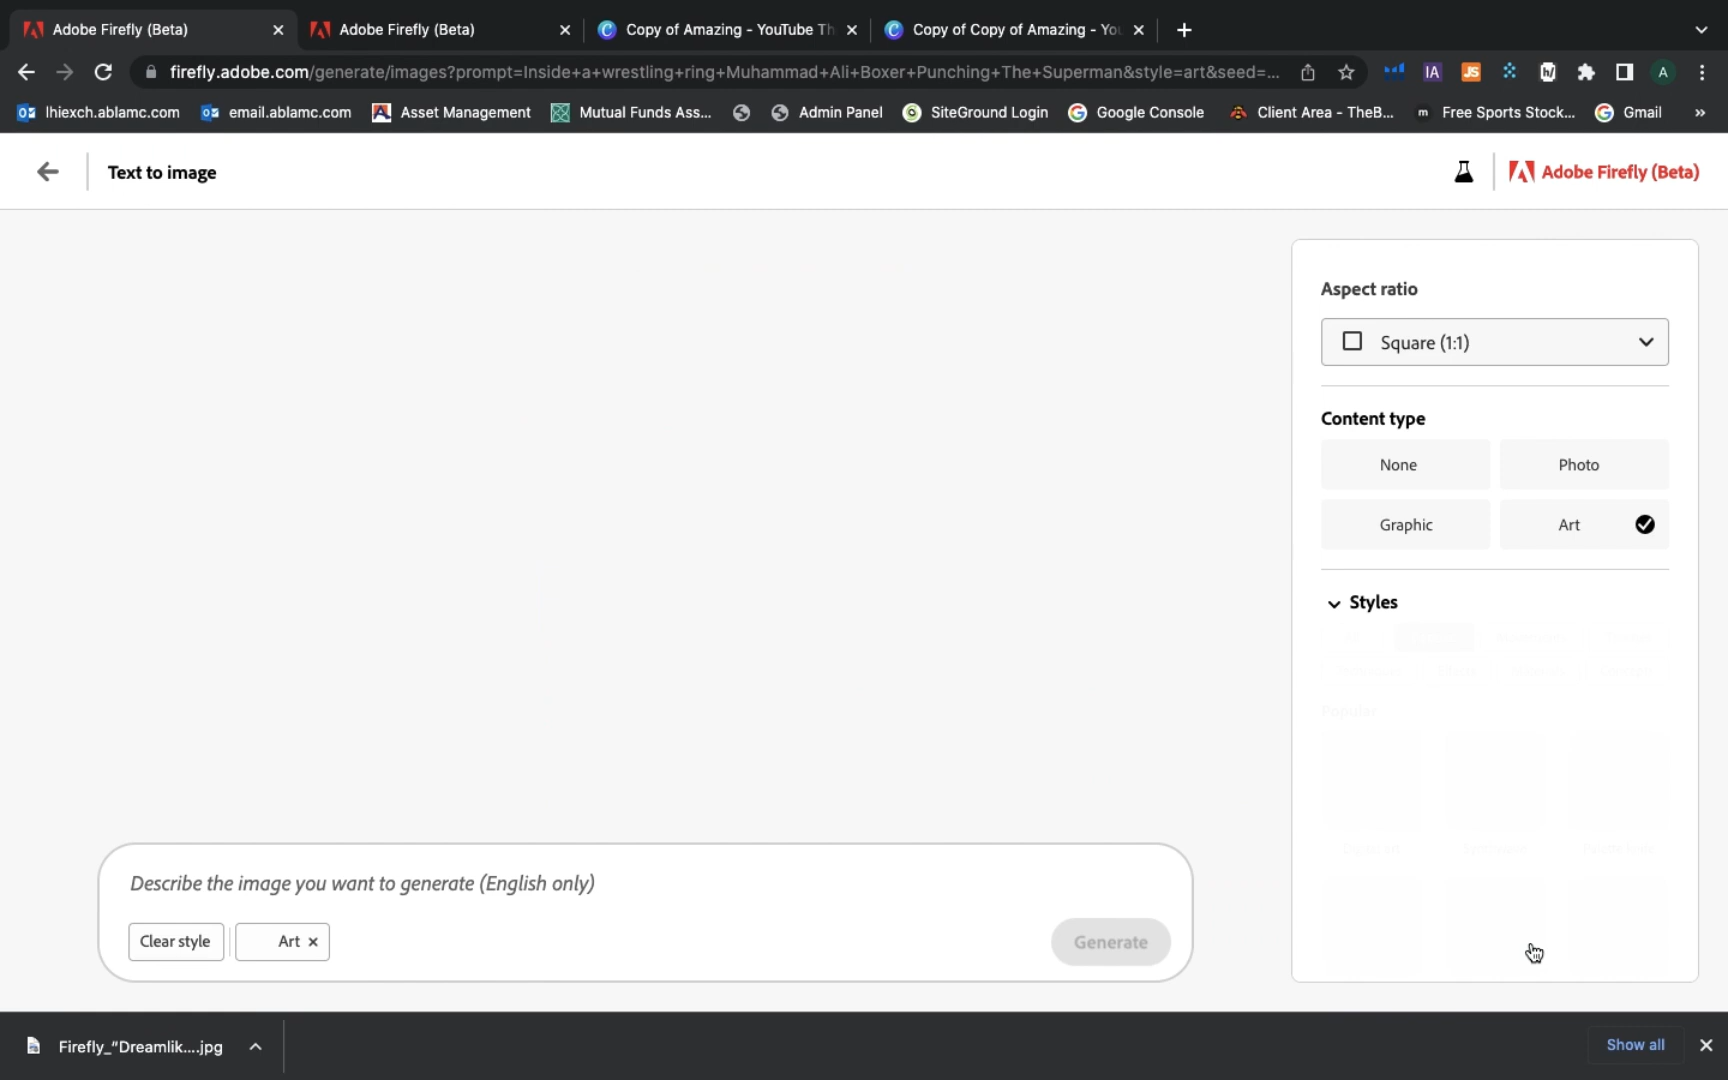 Adobe Firefly (Beta)
Adobe Firefly (Beta)
Copy of Amazing - YouTube Th
Copy of Copy of Amazing - You
firefly.adobe.com/generate/images?prompt=Inside+a+wrestling+ring+Muhammad+Ali+Boxer+Punching+The+Superman&style=art&seed=...
IA
JS
A
lhiexch.ablamc.com
email.ablamc.com
Asset Management
Mutual Funds Ass...
Admin Panel
SiteGround Login
Google Console
Client Area - TheB...
Free Sports Stock...
Gmail
»
Text to image
Adobe Firefly (Beta)
Aspect ratio
Square (1:1)
Content type
None
Photo
Graphic
Art
Styles
Popular
Describe the image you want to generate (English only)
Clear style
Art
Generate
Firefly_"Dreamlik....jpg
Show all